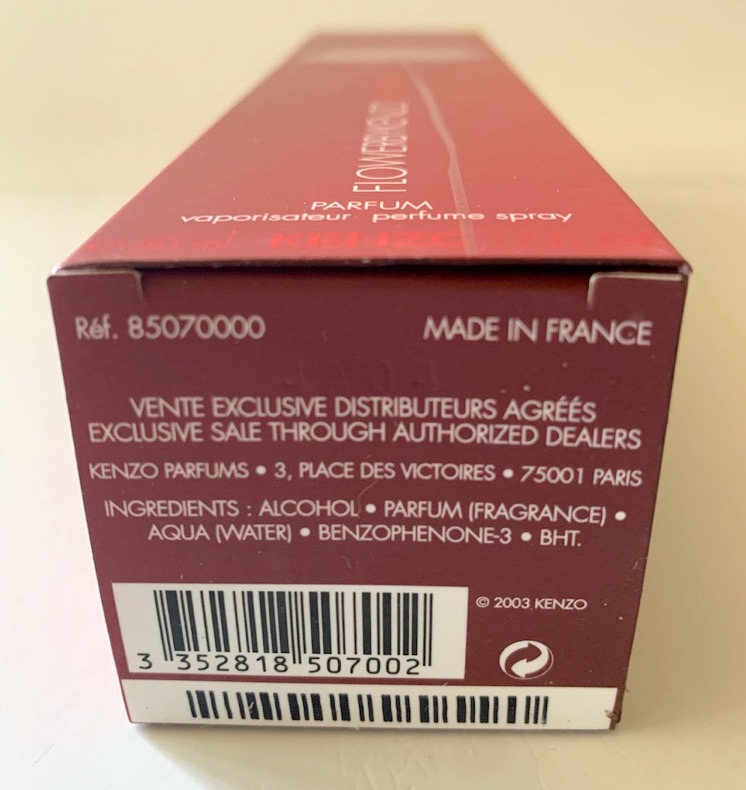 FLOWERBYKENZO
PARFUM
vaporisateur perfume spray
KENZO
Réf. 85070000
MADE IN FRANCE
VENTE EXCLUSIVE DISTRIBUTEURS AGRÉÉS
EXCLUSIVE SALE THROUGH AUTHORIZED DEALERS
KENZO PARFUMS • 3, PLACE DES VICTOIRES • 75001 PARIS
INGREDIENTS : ALCOHOL • PARFUM (FRAGRANCE) •
AQUA (WATER) • BENZOPHENONE-3 • BHT.
© 2003 KENZO
3 352818 507002